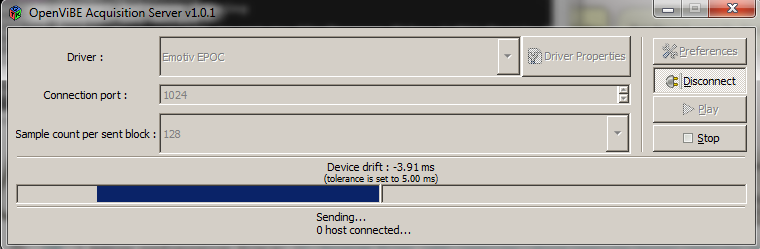 OpenViBE Acquisition Server v1.0.1
Driver :
Emotiv EPOC
Driver Properties
Preferences
Connection port :
1024
Disconnect
Sample count per sent block :
128
Play
Stop
Device drift : -3.91 ms
(tolerance is set to 5.00 ms)
Sending...
0 host connected...